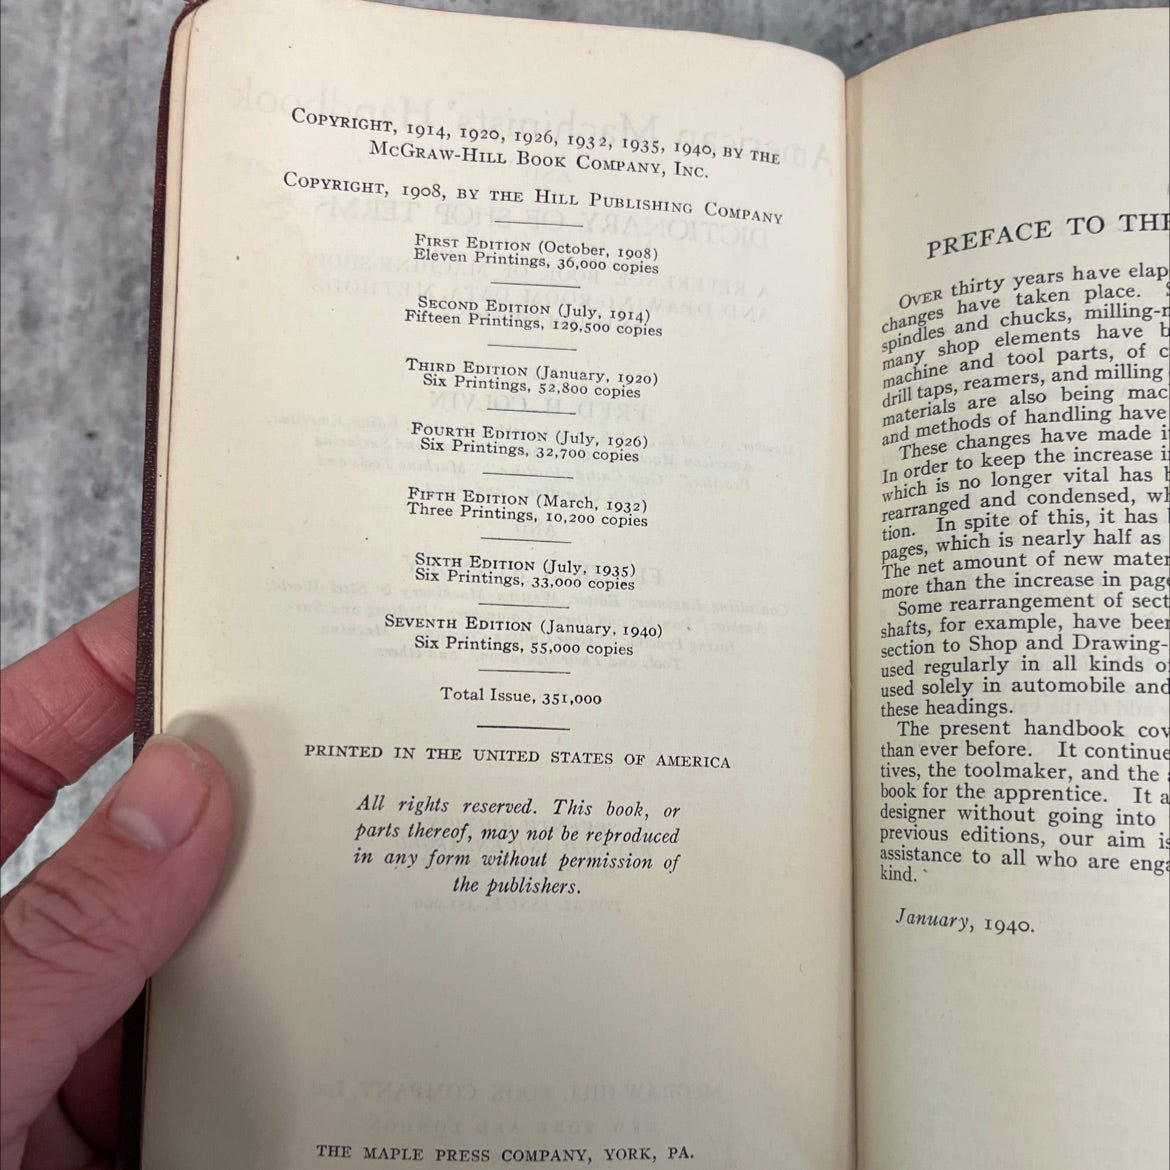 COPYRIGHT, 1914, 1920, 1926, 1932, 1935, 1940, BY THE
MCGRAW-HILL BOOK COMPANY, INC.
COPYRIGHT, 1908, BY THE HILL PUBLISHING COMPANY
FIRST EDITION (October, 1908)
Eleven Printings, 36,000 copies
SECOND EDITION (July, 1914)
Fifteen Printings, 129,500 copies
THIRD EDITION (January, 1920)
Six Printings, 52,800 copies
FOURTH EDITION (July, 1926)
Six Printings, 32,700 copies
FIFTH EDITION (March, 1932)
Three Printings, 10,200 copies
SIXTH EDITION (July, 1935)
Six Printings, 33,000 copies
SEVENTH EDITION (January, 1940)
Six Printings, 55,000 copies
Total Issue, 351,000
PRINTED IN THE UNITED STATES OF AMERICA
All rights reserved. This book, or
parts thereof, may not be reproduced
in any form without permission of
the publishers.
THE MAPLE PRESS COMPANY, YORK, PA.
PREFACE TO THE
OVER thirty years have elap
changes have taken place. S
spindles and chucks, milling-m
many shop elements have b
machine and tool parts, of c
drill taps, reamers, and milling
materials are also being mac
and methods of handling have
These changes have made i
In order to keep the increase i
which is no longer vital has b
rearranged and condensed, wh
tion. In spite of this, it has
pages, which is nearly half as
The net amount of new mater
more than the increase in page
Some rearrangement of sect
shafts, for example, have been
section to Shop and Drawing-
used regularly in all kinds of
used solely in automobile and
these headings.
The present handbook cov
than ever before. It continue
tives, the toolmaker, and the
book for the apprentice. It a
designer without going into
previous editions, our aim is
assistance to all who are enga
kind.
January, 1940.